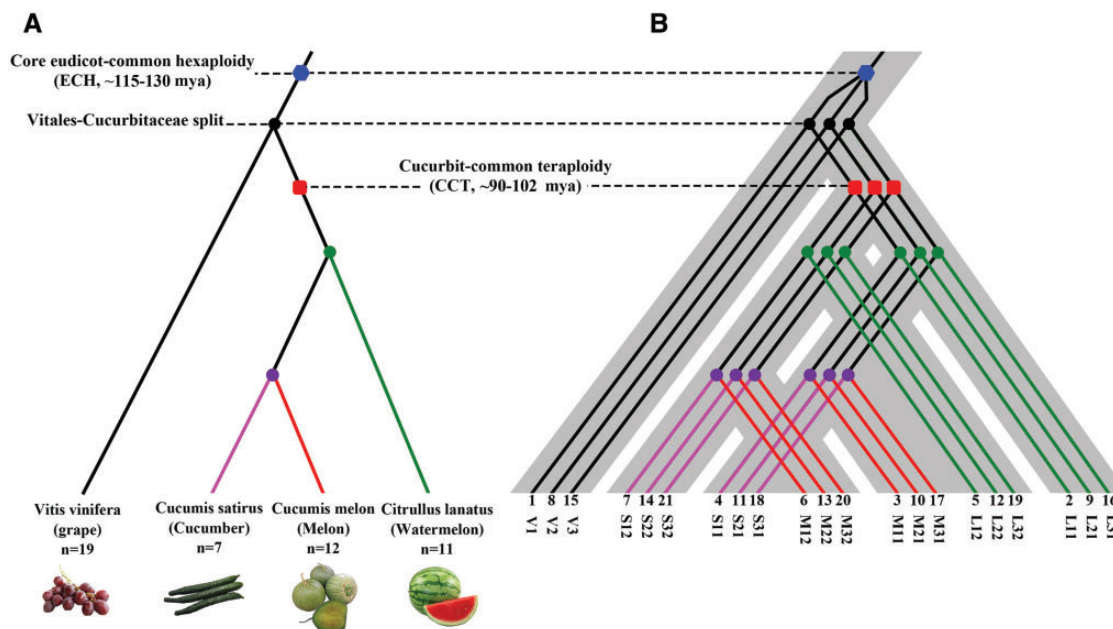 A
B
Core eudicot-common hexaploidy
(ECH, ~115-130 mya)
Vitales-Cucurbitaceae split
Cucurbit-common teraploidy
(CCT, ~90-102 mya)
Vitis vinifera
(grape)
n=19
Cucumis satirus
(Cucumber)
n=7
Cucumis melon
(Melon)
n=12
Citrullus lanatus
(Watermelon)
n=11
1 8 15 7 14 21 4 11 18 6 13 20 3 10 17 5 12 19 2 9 16
V1 V2 V3 S12 S22 S32 S11 S21 S31 M12 M22 M32 M11 M21 M31 L12 L22 L32 L11 L21 L31